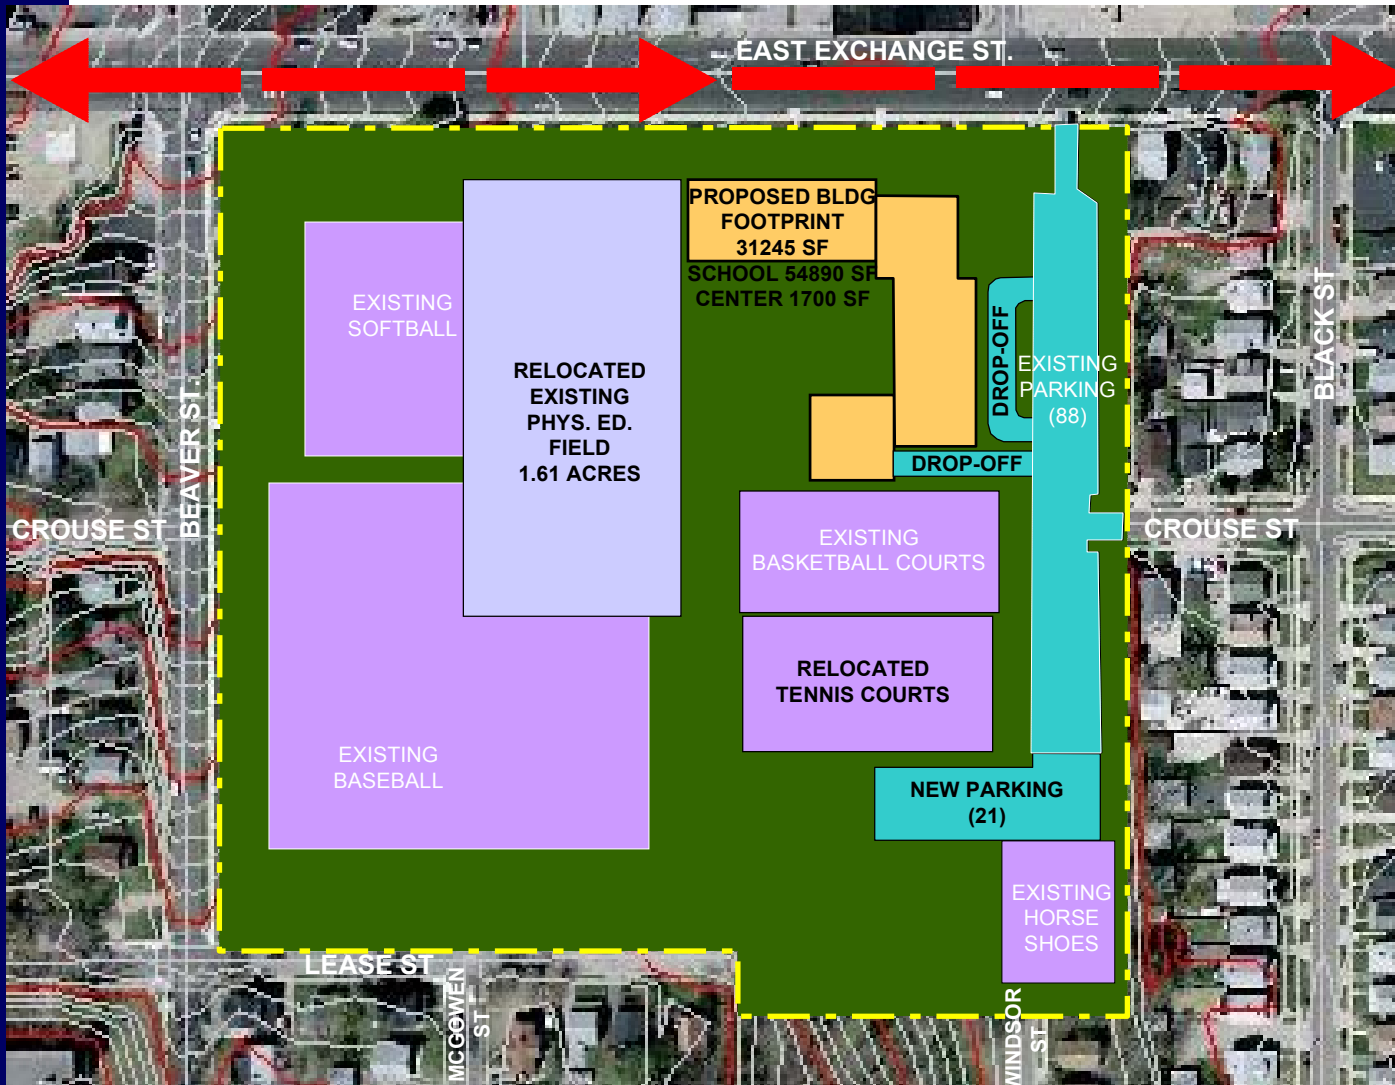 EAST EXCHANGE ST.
PROPOSED BLDG
FOOTPRINT
31245 SF
SCHOOL 54890 SF
CENTER 1700 SF
EXISTING
SOFTBALL
RELOCATED
EXISTING
PHYS. ED.
FIELD
1.61 ACRES
DROP-OFF
EXISTING
PARKING
(88)
BLACK ST
BEAVER ST.
DROP-OFF
CROUSE ST
CROUSE ST
EXISTING
BASKETBALL COURTS
RELOCATED
TENNIS COURTS
EXISTING
BASEBALL
NEW PARKING
(21)
EXISTING
HORSE
SHOES
LEASE ST
MCGOWEN
ST
WINDSOR
ST